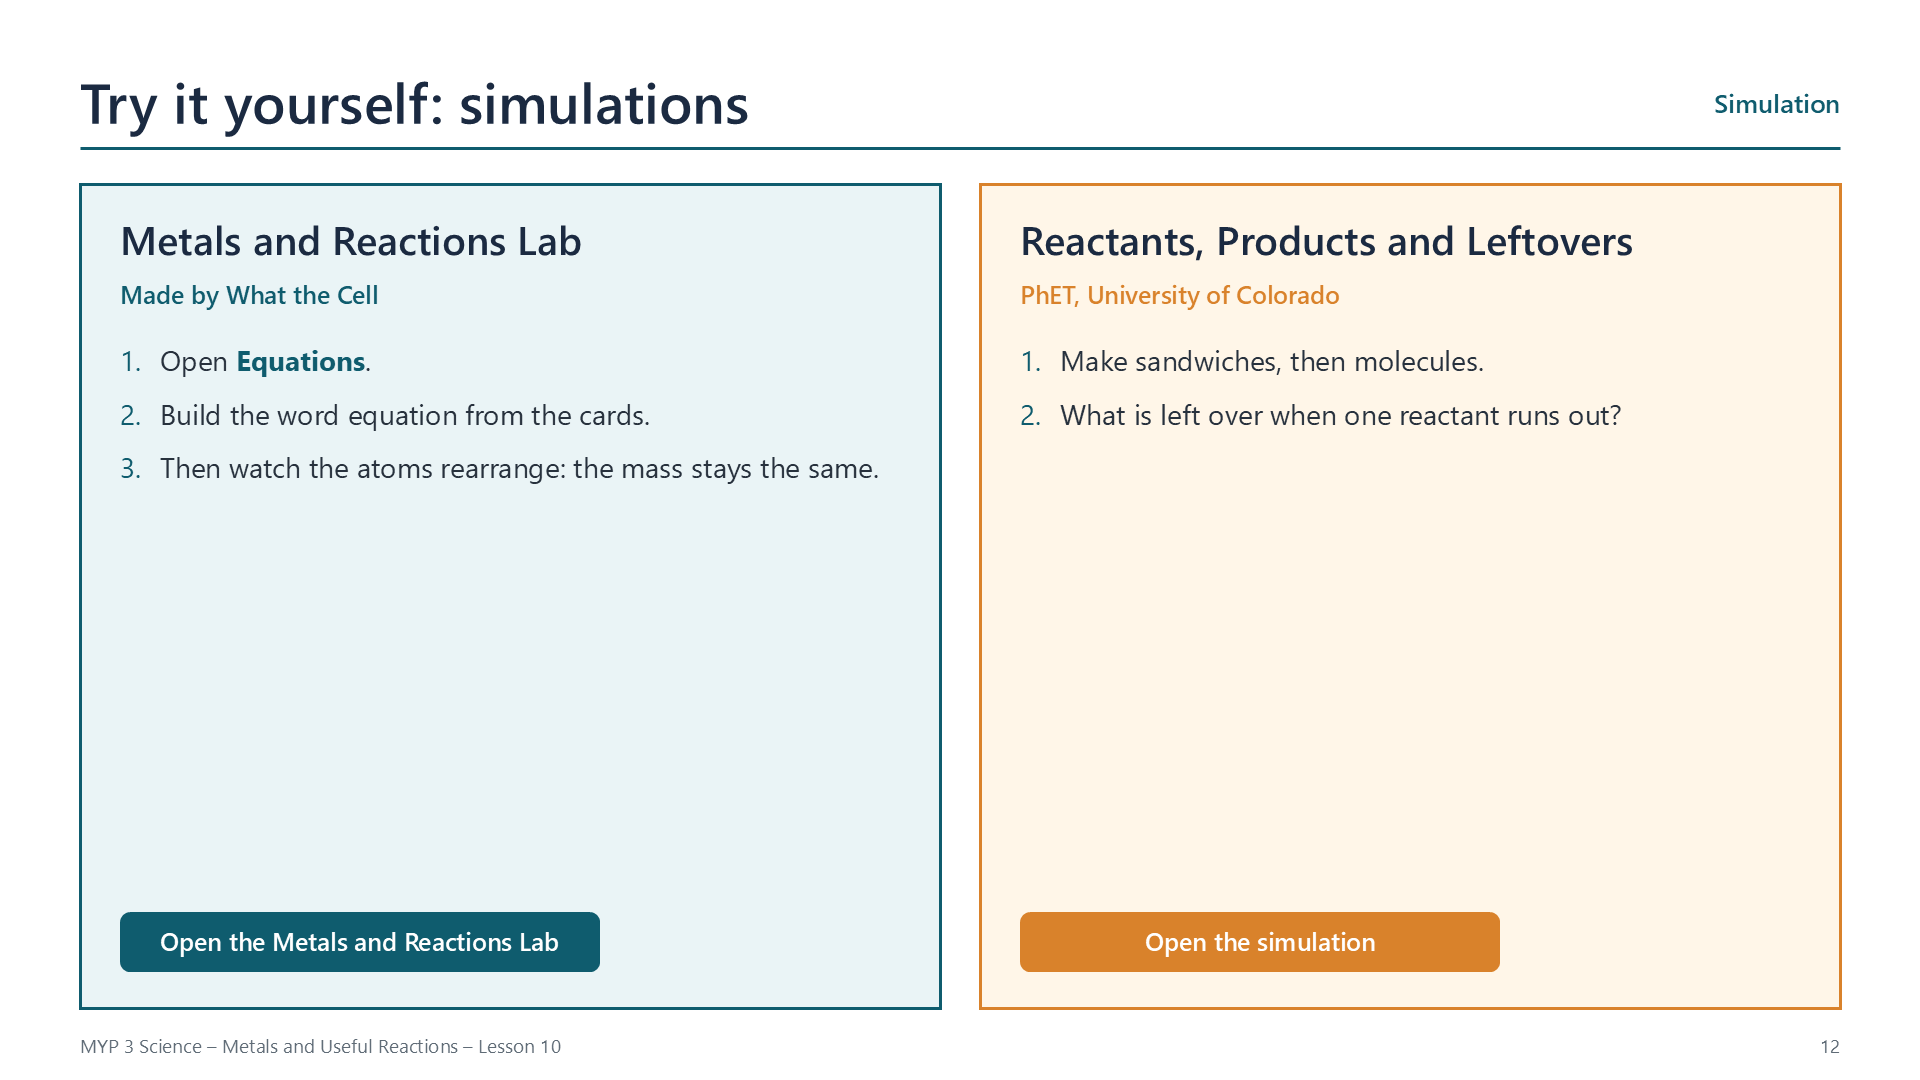 Try it yourself: simulations
Simulation
Metals and Reactions Lab
Made by What the Cell
1. Open Equations.
2. Build the word equation from the cards.
3. Then watch the atoms rearrange: the mass stays the same.
Open the Metals and Reactions Lab
Reactants, Products and Leftovers
PhET, University of Colorado
1. Make sandwiches, then molecules.
2. What is left over when one reactant runs out?
Open the simulation
MYP 3 Science – Metals and Useful Reactions – Lesson 10
12